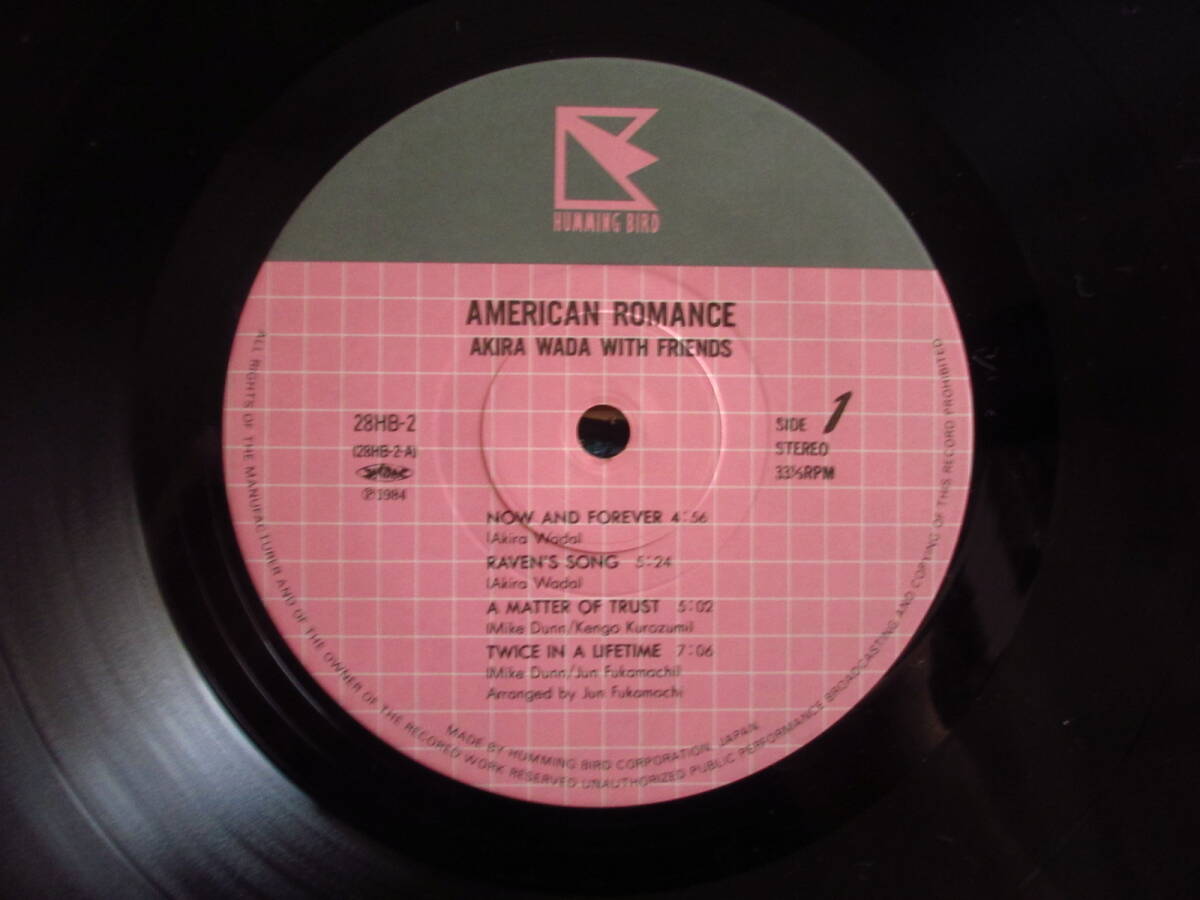 HUMMING BIRD
AMERICAN ROMANCE
AKIRA WADA WITH FRIENDS
28HB-2
(28HB-2-A)
℗1984
SIDE 1
STEREO
33⅓RPM
NOW AND FOREVER 4:56
(Akira Wada)
RAVEN'S SONG 5:24
(Akira Wada)
A MATTER OF TRUST 5:02
(Mike Dunn/Kengo Kurozumi)
TWICE IN A LIFETIME 7:06
(Mike Dunn/Jun Fukamachi)
Arranged by Jun Fukamachi
MADE BY HUMMING BIRD CORPORATION, JAPAN
ALL RIGHTS OF THE MANUFACTURER AND OF THE OWNER OF THE RECORED WORK RESERVED UNAUTHORIZED PUBLIC PERFORMANCE BROADCASTING AND COPYING OF THIS RECORD PROHIBITED